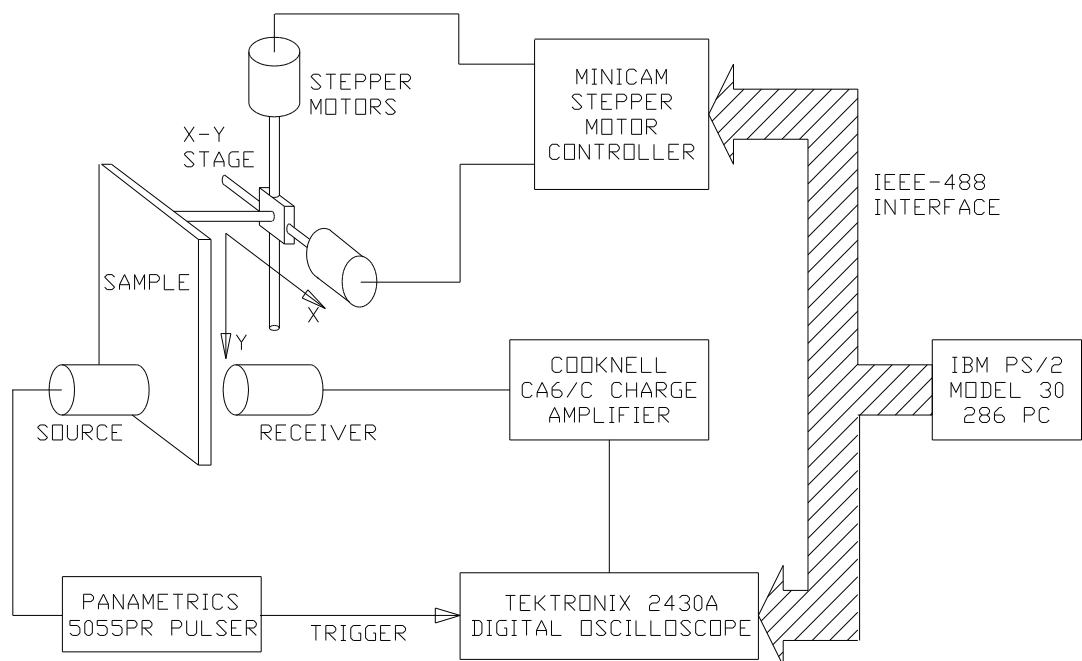 STEPPER
MOTORS
MINICAM
STEPPER
MOTOR
CONTROLLER
X-Y
STAGE
IEEE-488
INTERFACE
SAMPLE
X
Y
SOURCE
RECEIVER
COOKNELL
CA6/C CHARGE
AMPLIFIER
IBM PS/2
MODEL 30
286 PC
PANAMETRICS
5055PR PULSER
TRIGGER
TEKTRONIX 2430A
DIGITAL OSCILLOSCOPE